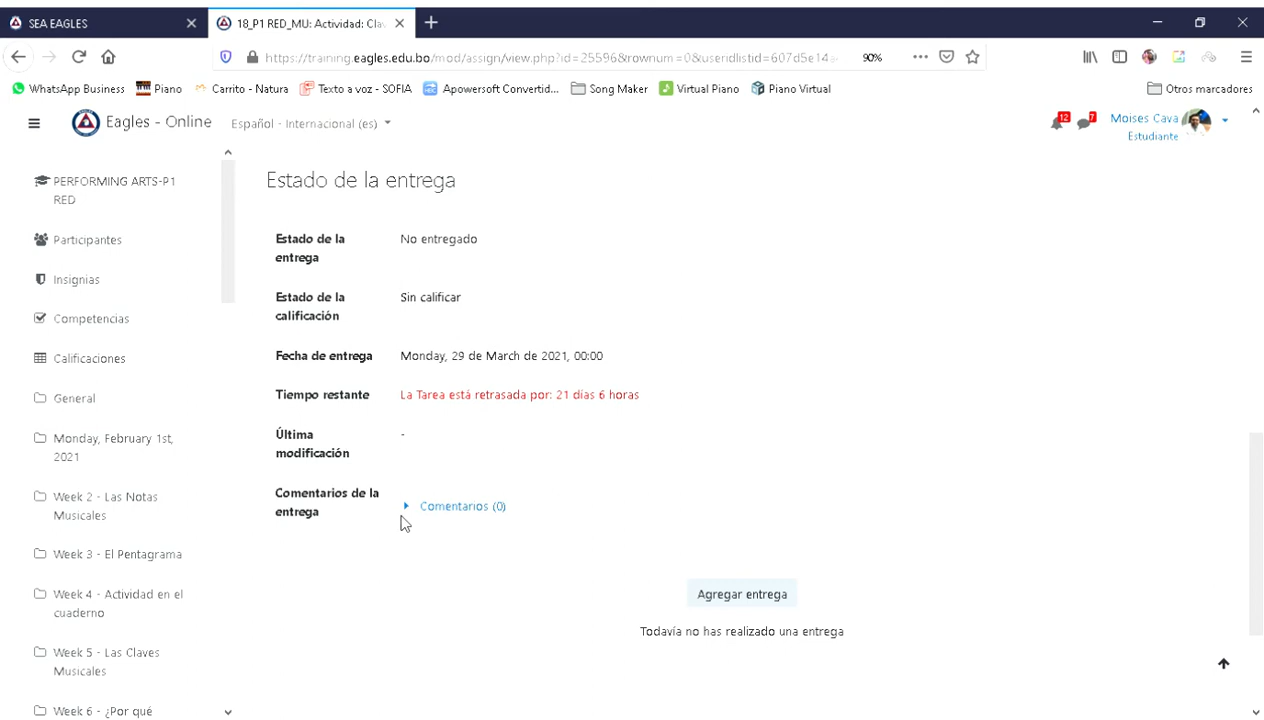 SEA EAGLES
18_P1 RED_MU: Actividad: Cla
https://training.eagles.edu.bo/mod/assign/view.php?id=25596&rownum=0&useridlistid=607d5e14
90%
WhatsApp Business Piano Carrito - Natura Texto a voz - SOFIA Apowersoft Convertid... Song Maker Virtual Piano Piano Virtual Otros marcadores
Eagles - Online
Español - Internacional (es)
12
7
Moises Cava
Estudiante
PERFORMING ARTS-P1
RED
Participantes
Insignias
Competencias
Calificaciones
General
Monday, February 1st,
2021
Week 2 - Las Notas
Musicales
Week 3 - El Pentagrama
Week 4 - Actividad en el
cuaderno
Week 5 - Las Claves
Musicales
Week 6 - ¿Por qué
Estado de la entrega
Estado de la
entrega
No entregado
Estado de la
calificación
Sin calificar
Fecha de entrega
Monday, 29 de March de 2021, 00:00
Tiempo restante
La Tarea está retrasada por: 21 días 6 horas
Última
modificación
-
Comentarios de la
entrega
Comentarios (0)
Agregar entrega
Todavía no has realizado una entrega